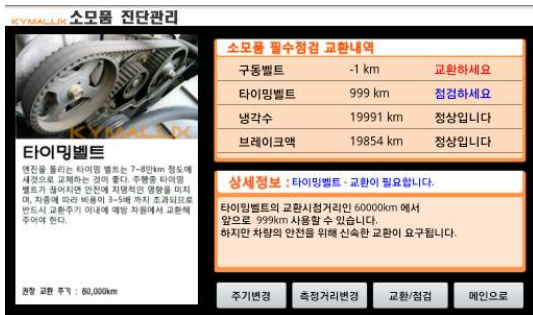 KYMALLIX 소모품 진단관리
KYMALLIX
타이밍벨트
엔진을 돌리는 타이밍 벨트는 7~8만km 정도에
새것으로 교체하는 것이 좋다. 주행중 타이밍
벨트가 끊어지면 안전에 치명적인 영향을 미치
며, 차종에 따라 비용이 3~5배 까지 초과되므로
반드시 교환주기 이내에 예방 차원에서 교환해
주어야 한다.
권장 교환 주기 : 60,000km
소모품 필수점검 교환내역
구동벨트 -1 km 교환하세요
타이밍벨트 999 km 점검하세요
냉각수 19991 km 정상입니다
브레이크액 19854 km 정상입니다
상세정보 : 타이밍벨트 - 교환이 필요합니다.
타이밍벨트의 교환시점거리인 60000km 에서
앞으로 999km 사용할 수 있습니다.
하지만 차량의 안전을 위해 신속한 교환이 요구됩니다.
주기변경 측정거리변경 교환/점검 메인으로